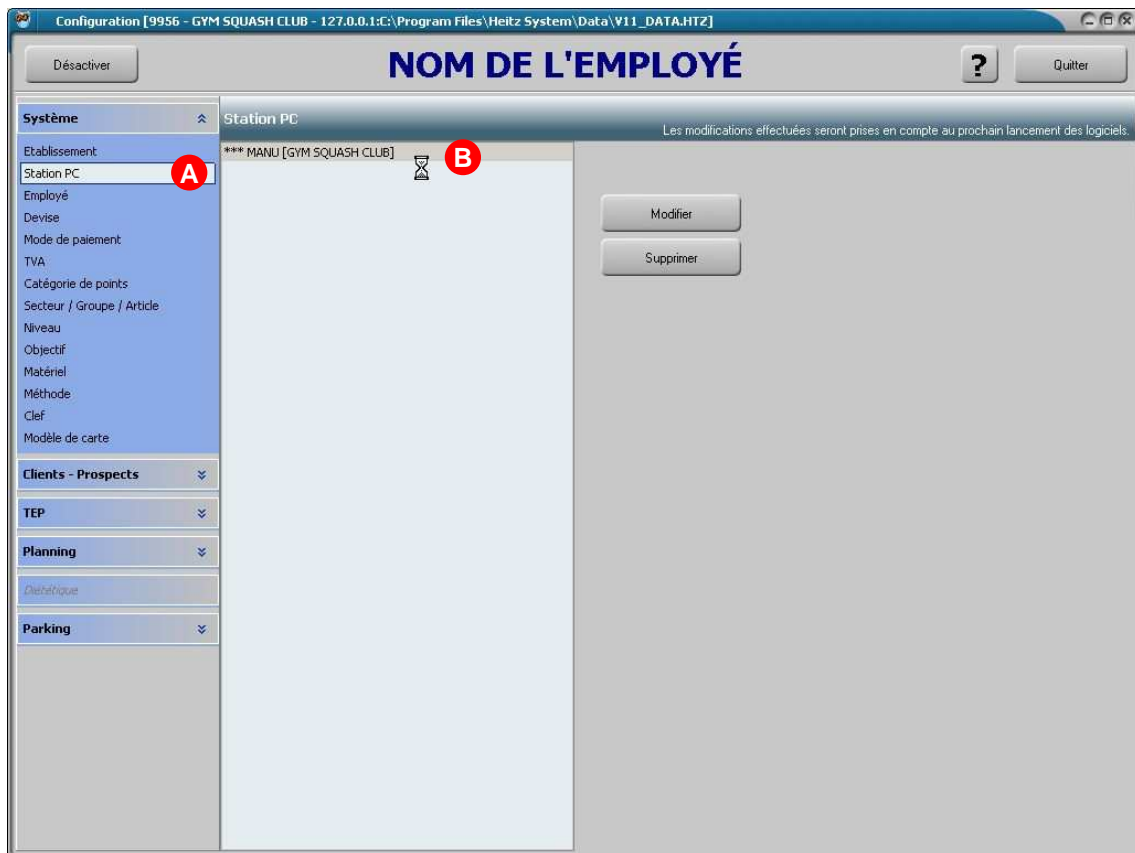 Configuration [9956 - GYM SQUASH CLUB - 127.0.0.1:C:\Program Files\Heitz System\Data\V11_DATA.HTZ]
Désactiver
NOM DE L'EMPLOYÉ
?
Quitter
Système
Station PC
Les modifications effectuées seront prises en compte au prochain lancement des logiciels.
Etablissement
Station PC
Employé
Devise
Mode de paiement
TVA
Catégorie de points
Secteur / Groupe / Article
Niveau
Objectif
Matériel
Méthode
Clef
Modèle de carte
Clients - Prospects
TEP
Planning
Diététique
Parking
A
*** MANU [GYM SQUASH CLUB]
B
Modifier
Supprimer